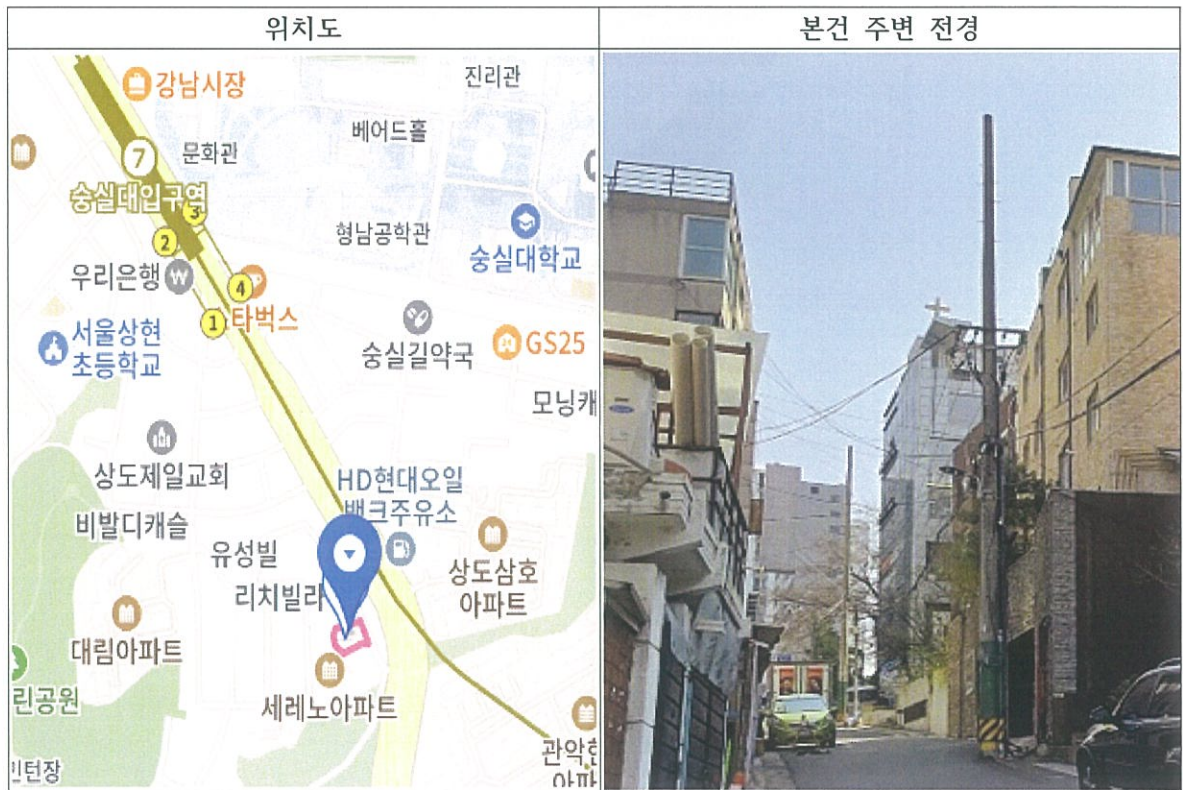 위치도
본건 주변 전경
강남시장
진리관
베어드홀
7
문화관
숭실대입구역
3
2
형남공학관
숭실대학교
우리은행
4
1
타벅스
서울상현
초등학교
숭실길약국
GS25
모닝캐
상도제일교회
HD현대오일
뱅크주유소
비발디캐슬
유성빌
리치빌라
상도삼호
아파트
대림아파트
린공원
세레노아파트
관악현
아파
민턴장